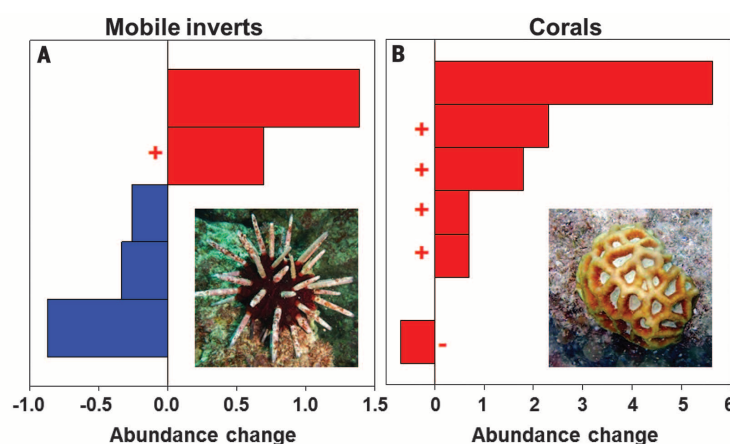 Mobile inverts
Corals
A
B
+
+
+
+
+
-
-1.0 -0.5 0.0 0.5 1.0 1.5
0 1 2 3 4 5 6
Abundance change
Abundance change